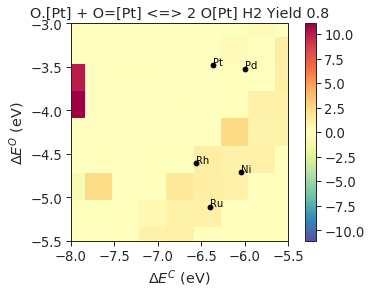 O.[Pt] + O=[Pt] <=> 2 O[Pt] H2 Yield 0.8
−3.0
−3.5
−4.0
−4.5
−5.0
−5.5
ΔE^O (eV)
Pt
Pd
Rh
Ni
Ru
−8.0 −7.5 −7.0 −6.5 −6.0 −5.5
ΔE^C (eV)
10.0
7.5
5.0
2.5
0.0
−2.5
−5.0
−7.5
−10.0